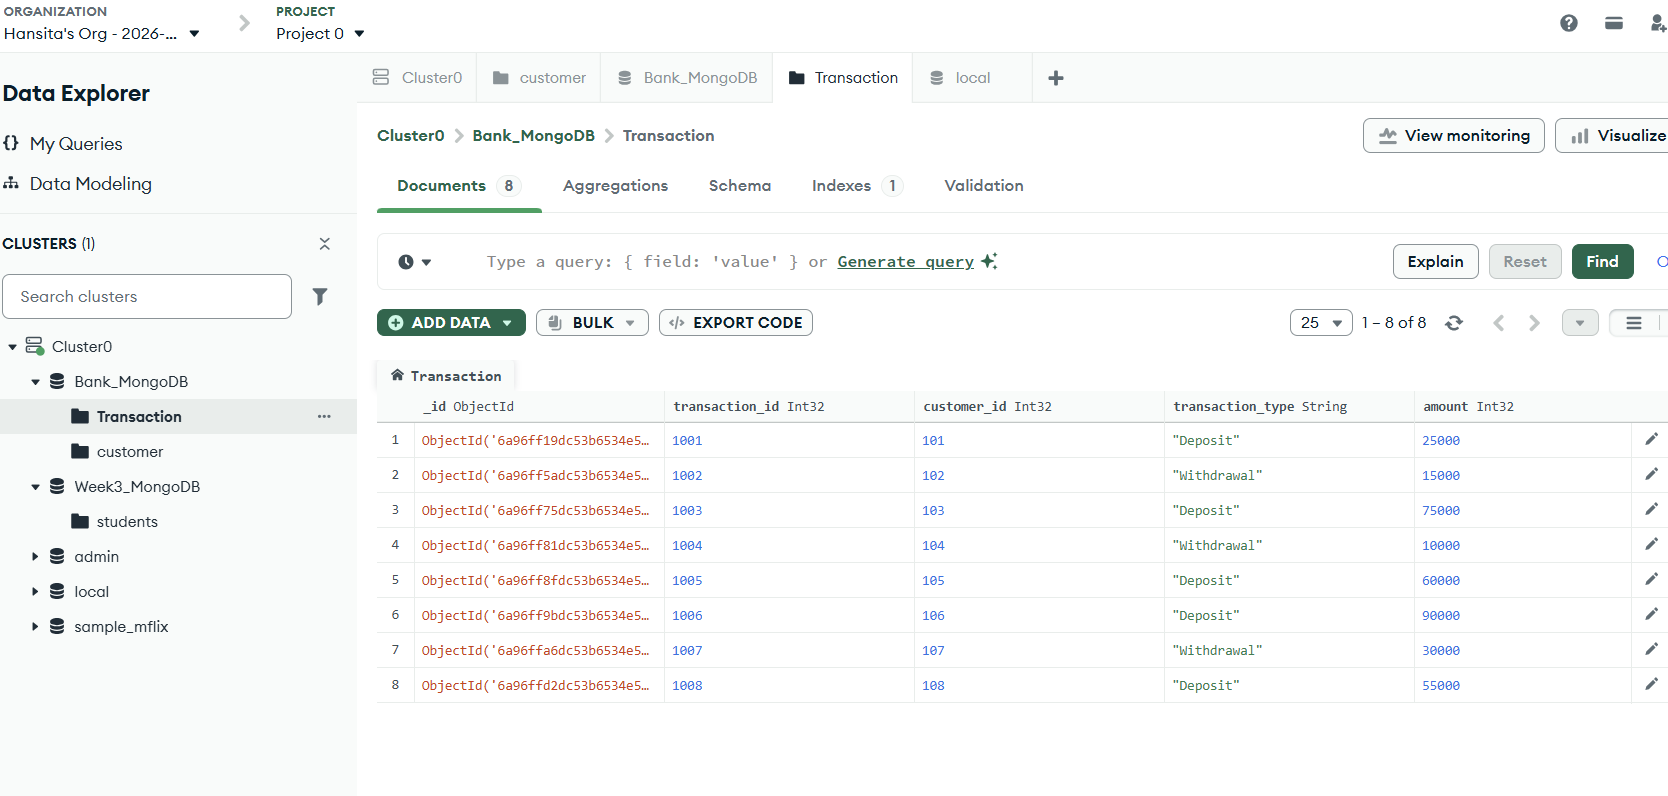 ORGANIZATION
Hansita's Org - 2026-...
PROJECT
Project 0
Data Explorer
My Queries
Data Modeling
CLUSTERS (1)
Search clusters
Cluster0
Bank_MongoDB
Transaction
customer
Week3_MongoDB
students
admin
local
sample_mflix
Cluster0 customer Bank_MongoDB Transaction local
Cluster0 > Bank_MongoDB > Transaction
View monitoring Visualize
Documents 8 Aggregations Schema Indexes 1 Validation
Type a query: { field: 'value' } or Generate query
Explain Reset Find
ADD DATA BULK </> EXPORT CODE
25 1 – 8 of 8
Transaction
_id ObjectId transaction_id Int32 customer_id Int32 transaction_type String amount Int32
1 ObjectId('6a96ff19dc53b6534e5… 1001 101 "Deposit" 25000
2 ObjectId('6a96ff5adc53b6534e5… 1002 102 "Withdrawal" 15000
3 ObjectId('6a96ff75dc53b6534e5… 1003 103 "Deposit" 75000
4 ObjectId('6a96ff81dc53b6534e5… 1004 104 "Withdrawal" 10000
5 ObjectId('6a96ff8fdc53b6534e5… 1005 105 "Deposit" 60000
6 ObjectId('6a96ff9bdc53b6534e5… 1006 106 "Deposit" 90000
7 ObjectId('6a96ffa6dc53b6534e5… 1007 107 "Withdrawal" 30000
8 ObjectId('6a96ffd2dc53b6534e5… 1008 108 "Deposit" 55000